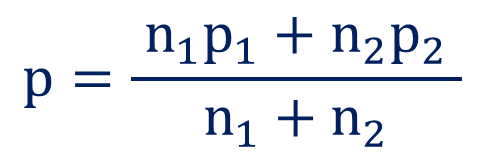 p = n₁p₁ + n₂p₂
n₁ + n₂